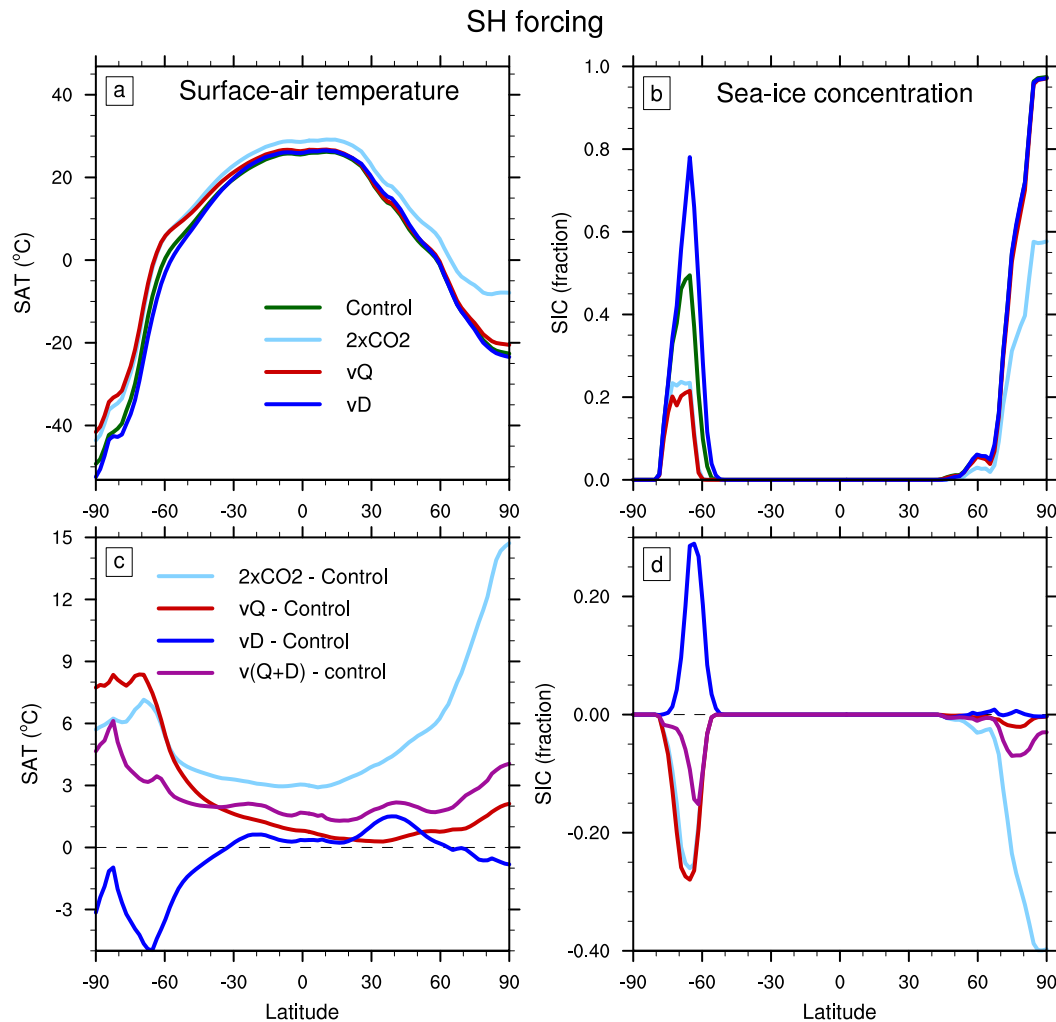 SH forcing
a
Surface-air temperature
SAT (°C)
40
20
0
-20
-40
Control
2xCO2
vQ
vD
-90 -60 -30 0 30 60 90
b
Sea-ice concentration
SIC (fraction)
1.0
0.8
0.6
0.4
0.2
0.0
-90 -60 -30 0 30 60 90
c
SAT (°C)
15
12
9
6
3
0
-3
2xCO2 - Control
vQ - Control
vD - Control
v(Q+D) - control
-90 -60 -30 0 30 60 90
Latitude
d
SIC (fraction)
0.20
0.00
-0.20
-0.40
-90 -60 -30 0 30 60 90
Latitude